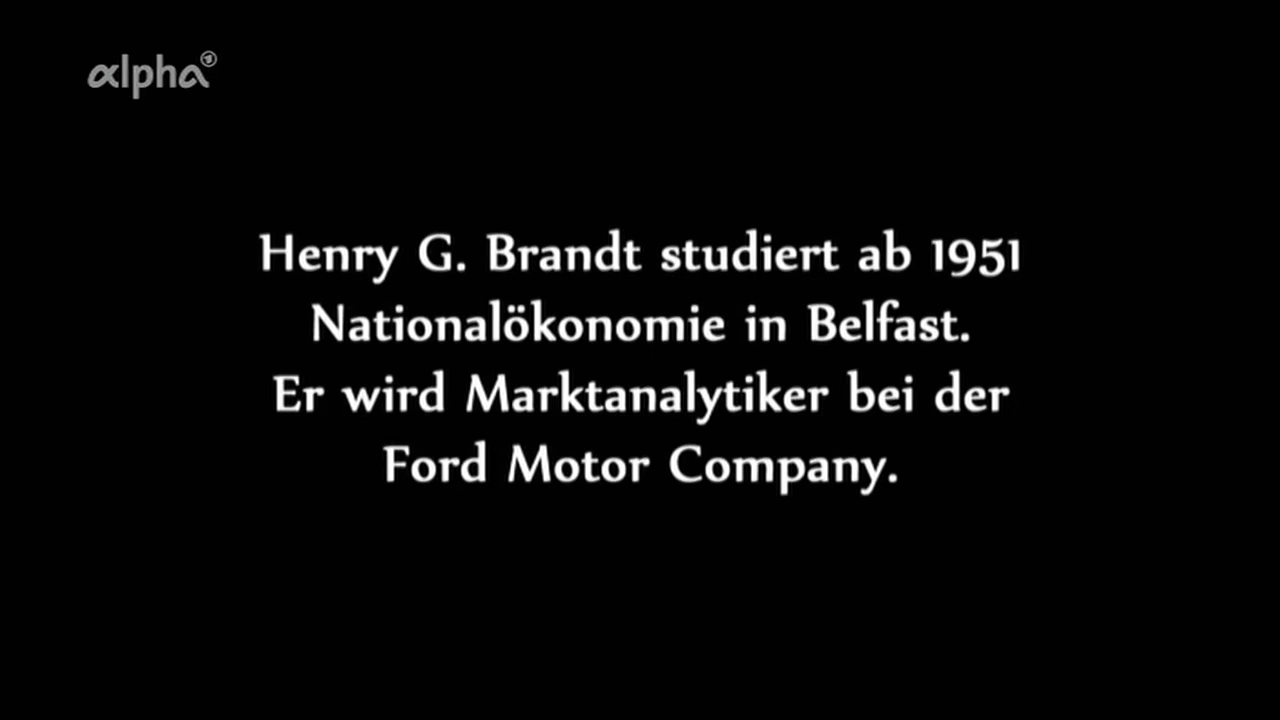 alpha
Henry G. Brandt studiert ab 1951
Nationalökonomie in Belfast.
Er wird Marktanalytiker bei der
Ford Motor Company.